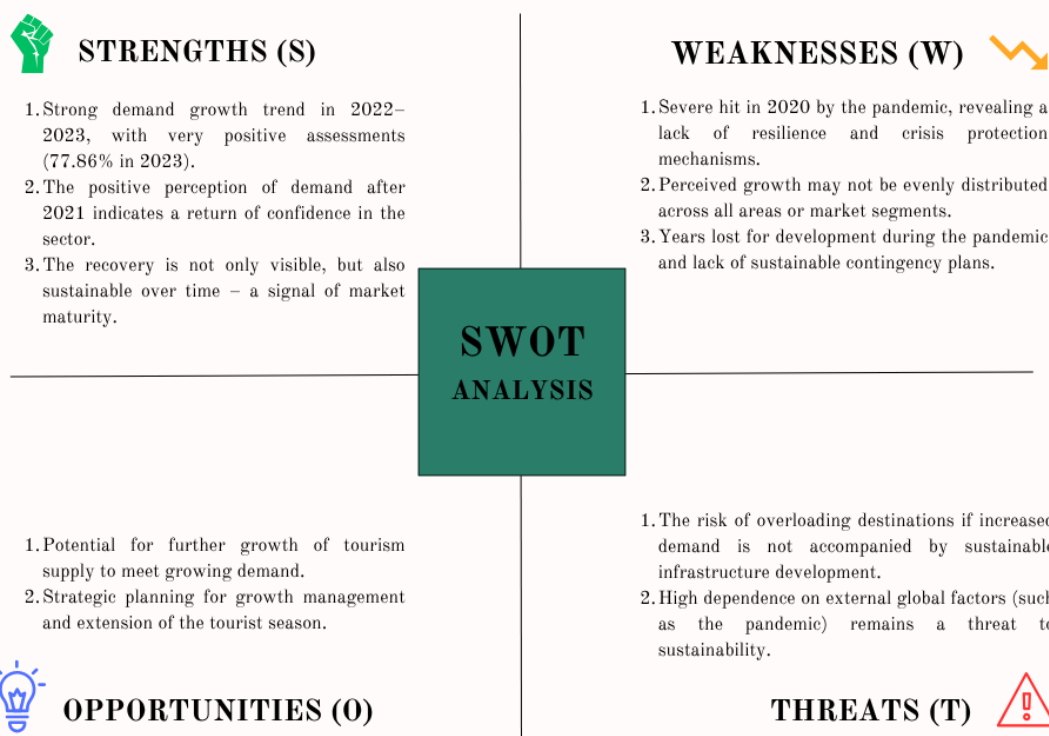 STRENGTHS (S)
1. Strong demand growth trend in 2022–
2023, with very positive assessments
(77.86% in 2023).
2. The positive perception of demand after
2021 indicates a return of confidence in the
sector.
3. The recovery is not only visible, but also
sustainable over time – a signal of market
maturity.
WEAKNESSES (W)
1. Severe hit in 2020 by the pandemic, revealing a
lack of resilience and crisis protection
mechanisms.
2. Perceived growth may not be evenly distributed
across all areas or market segments.
3. Years lost for development during the pandemic
and lack of sustainable contingency plans.
SWOT
ANALYSIS
1. Potential for further growth of tourism
supply to meet growing demand.
2. Strategic planning for growth management
and extension of the tourist season.
OPPORTUNITIES (O)
1. The risk of overloading destinations if increased
demand is not accompanied by sustainable
infrastructure development.
2. High dependence on external global factors (such
as the pandemic) remains a threat to
sustainability.
THREATS (T)